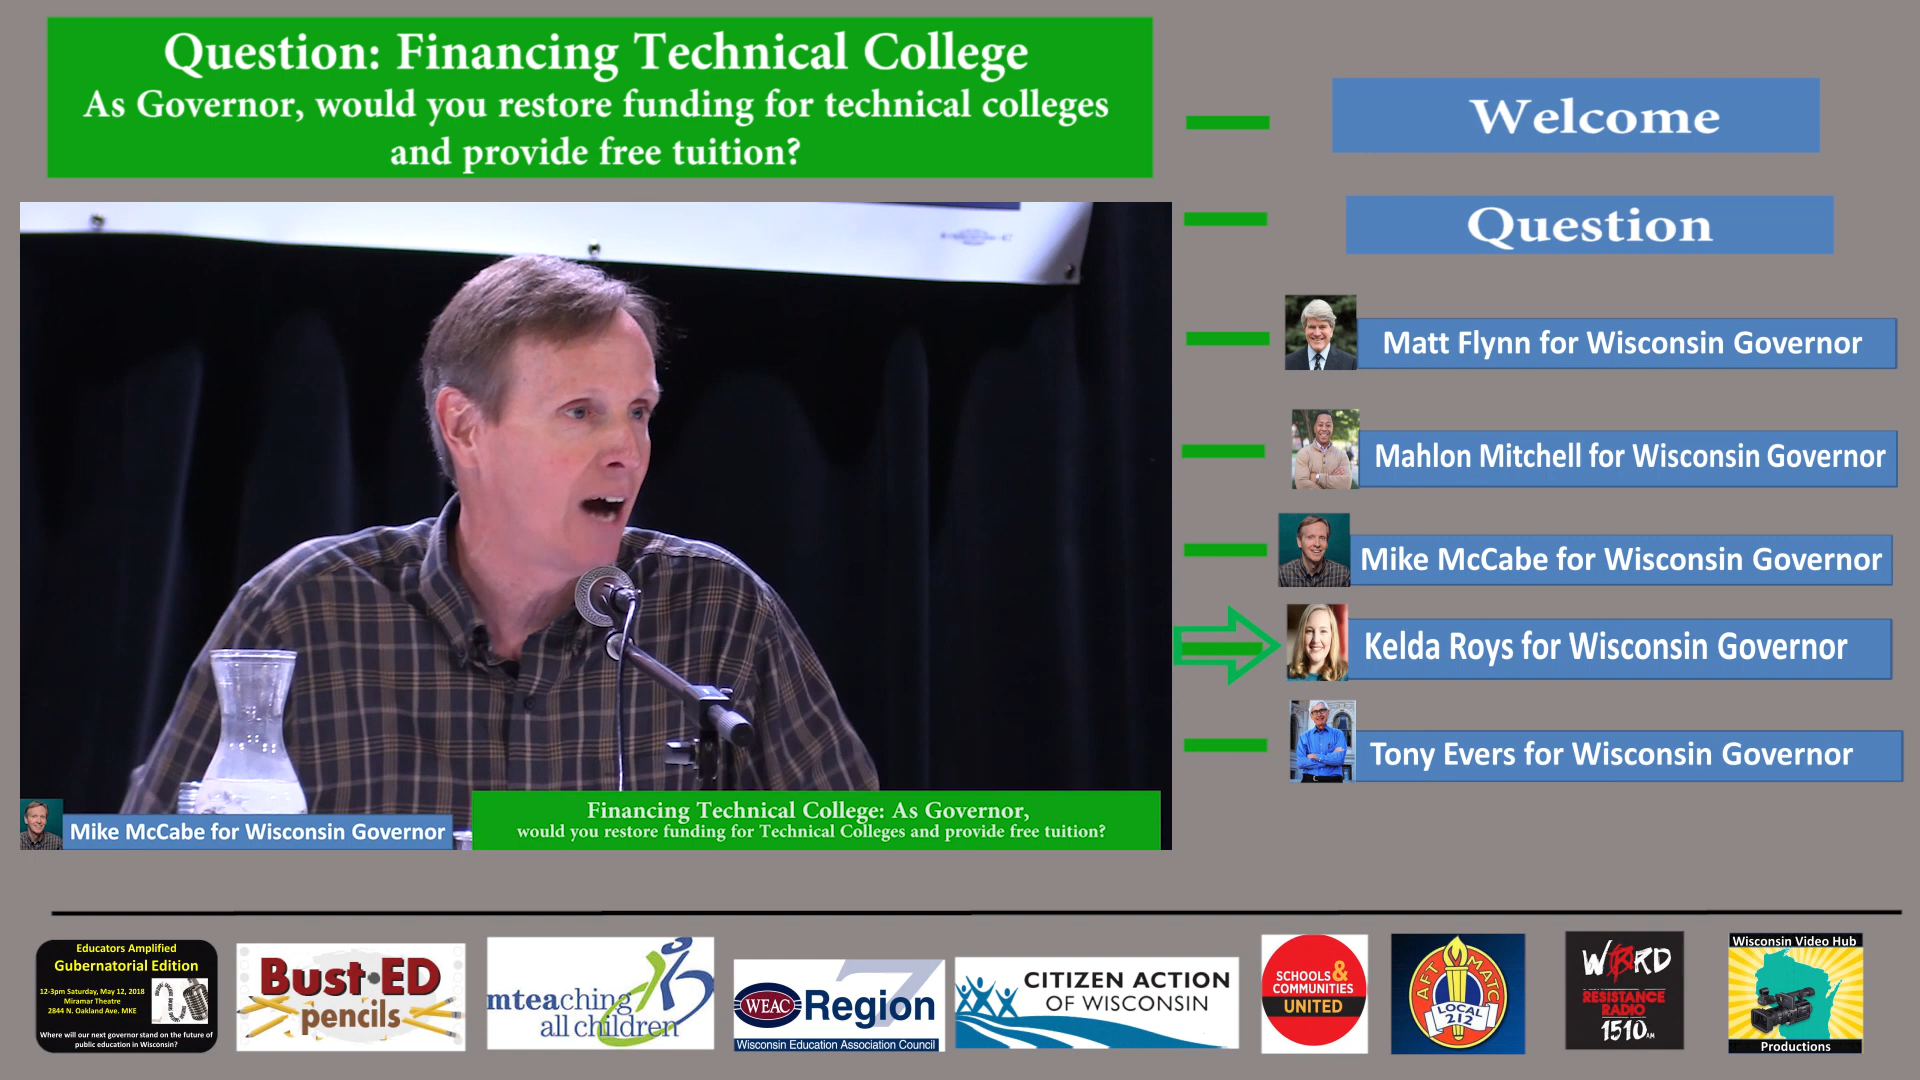 Question: Financing Technical College
As Governor, would you restore funding for technical colleges
and provide free tuition?
Welcome
Question
Matt Flynn for Wisconsin Governor
Mahlon Mitchell for Wisconsin Governor
Mike McCabe for Wisconsin Governor
Kelda Roys for Wisconsin Governor
Tony Evers for Wisconsin Governor
Mike McCabe for Wisconsin Governor
Financing Technical College: As Governor,
would you restore funding for Technical Colleges and provide free tuition?
Educators Amplified
Gubernatorial Edition
12-3pm Saturday, May 12, 2018
Miramar Theatre
2844 N. Oakland Ave. MKE
Where will our next governor stand on the future of
public education in Wisconsin?
Bust•ED
pencils
mteaching
all children
WEAC Region 7
Wisconsin Education Association Council
CITIZEN ACTION
OF WISCONSIN
SCHOOLS &
COMMUNITIES
UNITED
AFT MATC
LOCAL
212
WRRD
RESISTANCE
RADIO
1510 AM
Wisconsin Video Hub
Productions